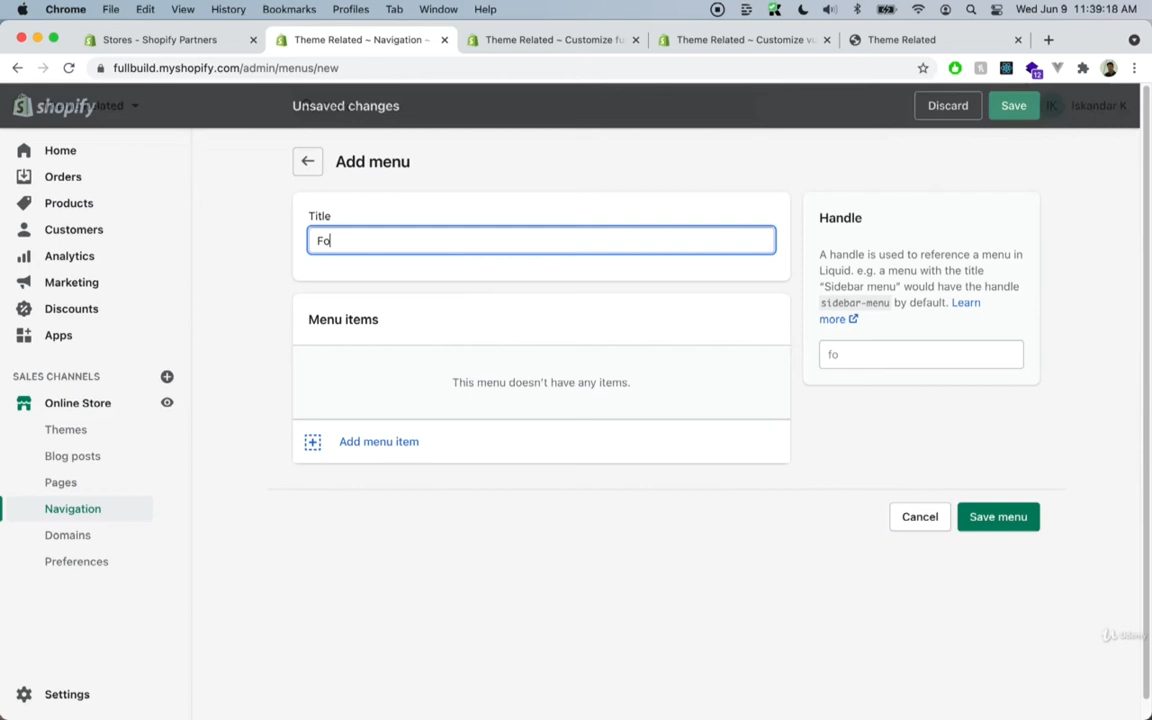 Chrome File Edit View History Bookmarks Profiles Tab Window Help Wed Jun 9 11:39:18 AM
Stores - Shopify Partners Theme Related ~ Navigation ~ Theme Related ~ Customize fu Theme Related ~ Customize vu Theme Related
fullbuild.myshopify.com/admin/menus/new 12
shopify Unsaved changes Discard Save Iskandar K
Home
Orders
Products
Customers
Analytics
Marketing
Discounts
Apps
SALES CHANNELS
Online Store
Themes
Blog posts
Pages
Navigation
Domains
Preferences
Settings
Add menu
Title
Fo
Menu items
This menu doesn't have any items.
Add menu item
Handle
A handle is used to reference a menu in
Liquid. e.g. a menu with the title
"Sidebar menu" would have the handle
sidebar-menu by default. Learn
more
fo
Cancel Save menu
Udemy